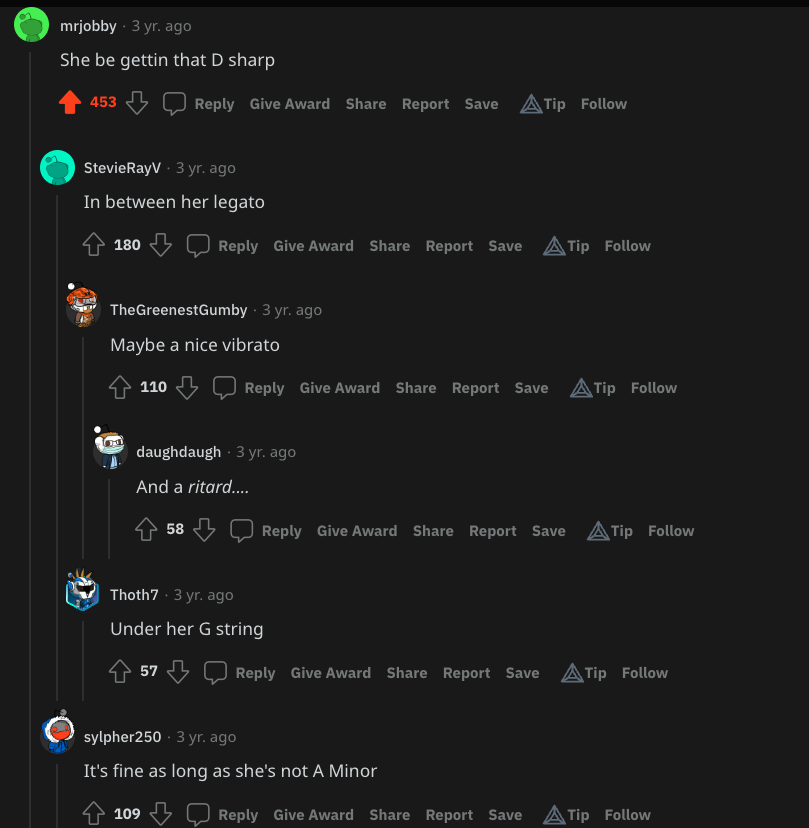 mrjobby · 3 yr. ago
She be gettin that D sharp
453 Reply Give Award Share Report Save Tip Follow
StevieRayV · 3 yr. ago
In between her legato
180 Reply Give Award Share Report Save Tip Follow
TheGreenestGumby · 3 yr. ago
Maybe a nice vibrato
110 Reply Give Award Share Report Save Tip Follow
daughdaugh · 3 yr. ago
And a ritard....
58 Reply Give Award Share Report Save Tip Follow
Thoth7 · 3 yr. ago
Under her G string
57 Reply Give Award Share Report Save Tip Follow
sylpher250 · 3 yr. ago
It's fine as long as she's not A Minor
109 Reply Give Award Share Report Save Tip Follow